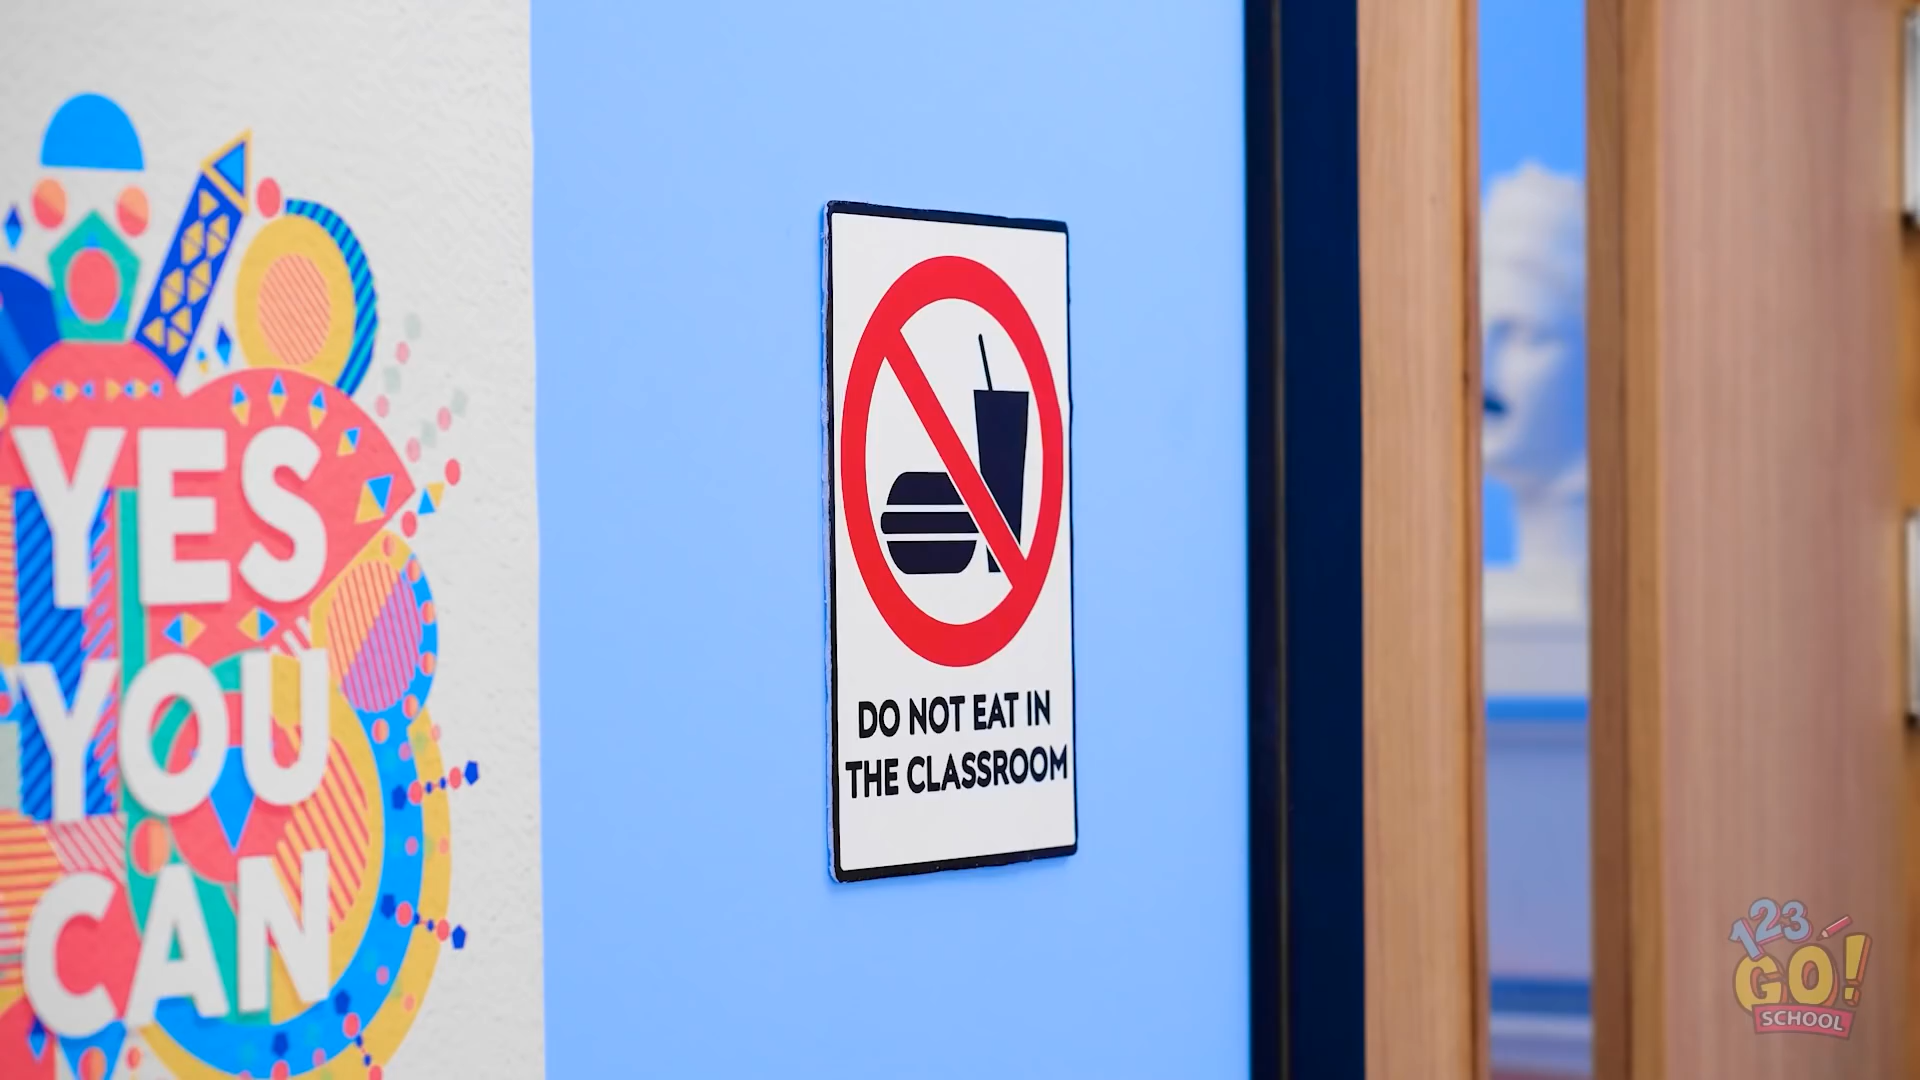 YES
YOU
CAN
DO NOT EAT IN
THE CLASSROOM
123
GO!
SCHOOL